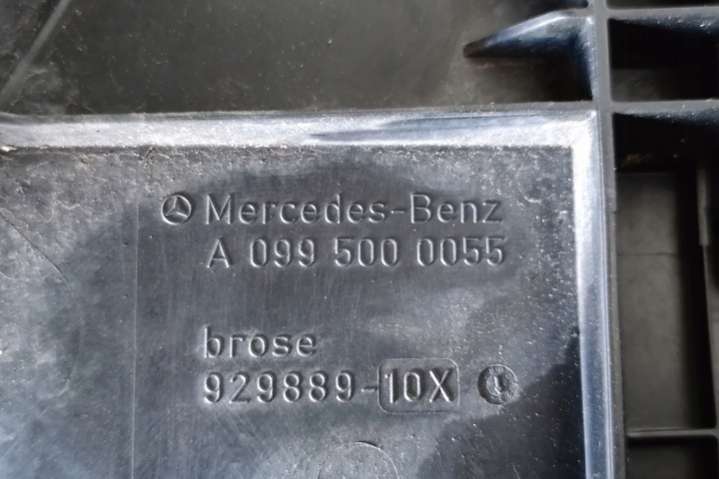 Mercedes-Benz
A 099 500 0055
brose
929889-10X